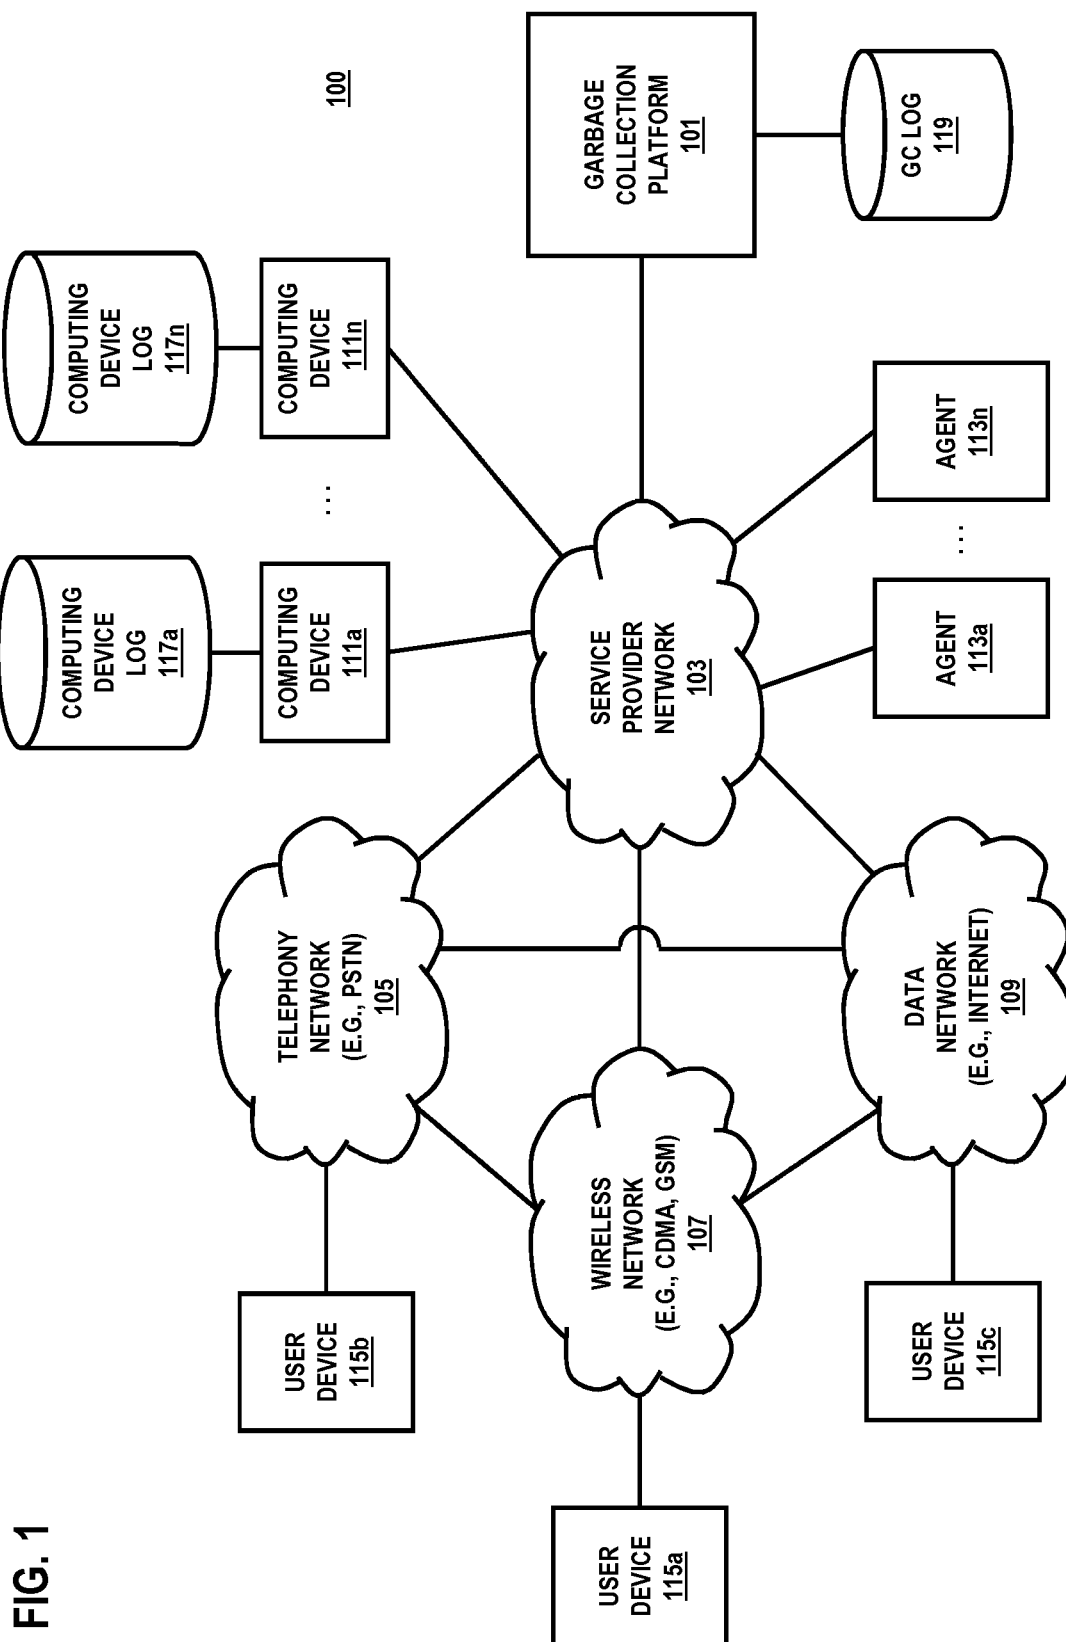 FIG. 1
100
COMPUTING
DEVICE
LOG
117a
COMPUTING
DEVICE
LOG
117n
COMPUTING
DEVICE
111a
...
COMPUTING
DEVICE
111n
USER
DEVICE
115b
TELEPHONY
NETWORK
(E.G., PSTN)
105
USER
DEVICE
115a
WIRELESS
NETWORK
(E.G., CDMA, GSM)
107
SERVICE
PROVIDER
NETWORK
103
GARBAGE
COLLECTION
PLATFORM
101
USER
DEVICE
115c
DATA
NETWORK
(E.G., INTERNET)
109
AGENT
113a
...
AGENT
113n
GC LOG
119